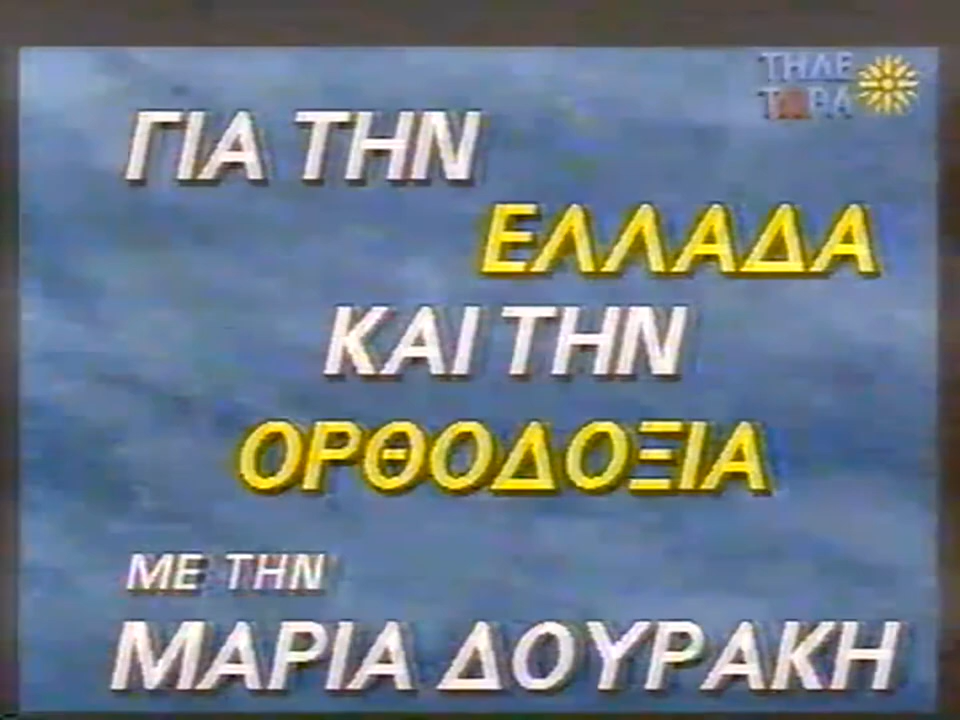 ΤΗΛΕ
ΤΩΡΑ
ΓΙΑ ΤΗΝ
ΕΛΛΑΔΑ
ΚΑΙ ΤΗΝ
ΟΡΘΟΔΟΞΙΑ
ΜΕ ΤΗΝ
ΜΑΡΙΑ ΔΟΥΡΑΚΗ